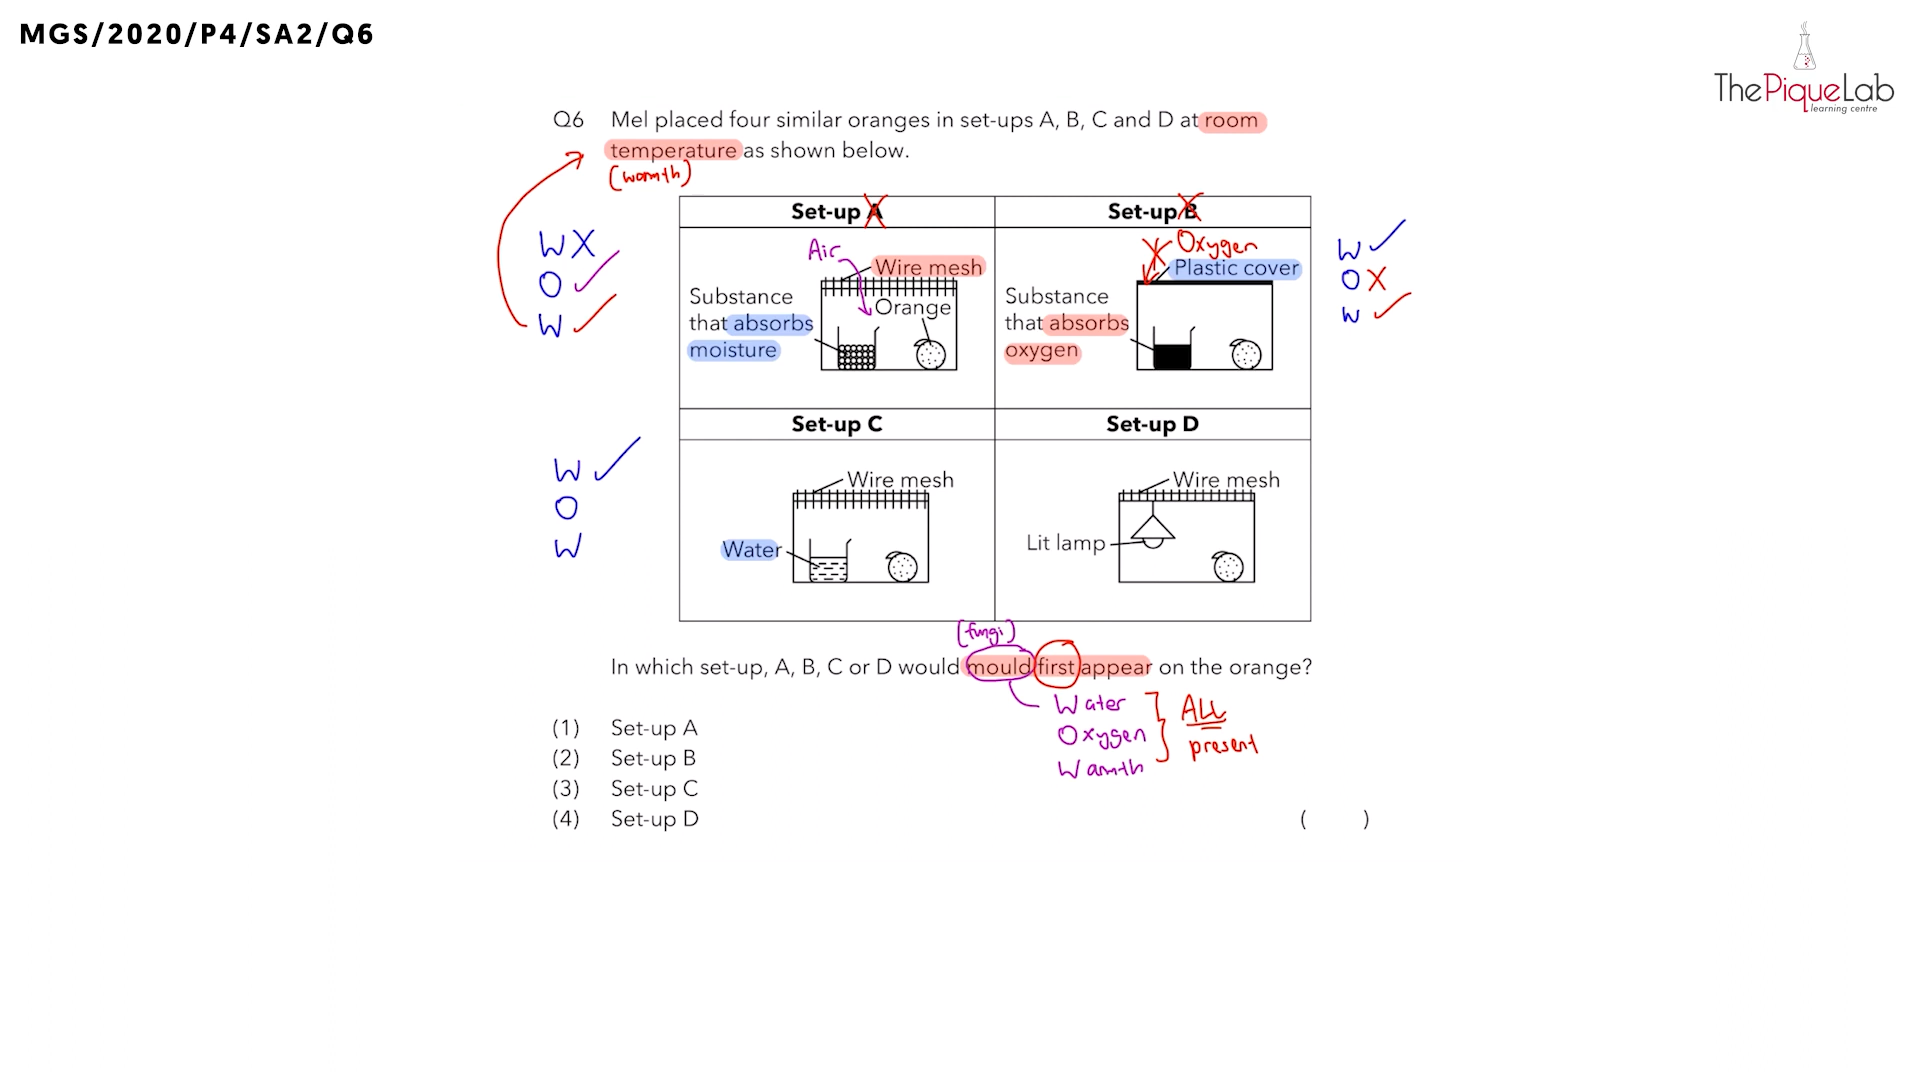 MGS/2020/P4/SA2/Q6
ThePiqueLab
learning centre
Q6 Mel placed four similar oranges in set-ups A, B, C and D at room
temperature as shown below.
(warmth)
Set-up A X
Set-up B X
W X
O ✓
W ✓
Air
Wire mesh
Substance
that absorbs
moisture
Orange
X Oxygen
Plastic cover
Substance
that absorbs
oxygen
W ✓
O X
W ✓
Set-up C
Set-up D
W ✓
O
W
Wire mesh
Water
Wire mesh
Lit lamp
(fungi)
In which set-up, A, B, C or D would mould first appear on the orange?
Water
Oxygen
Warmth
ALL
present
(1) Set-up A
(2) Set-up B
(3) Set-up C
(4) Set-up D
( )